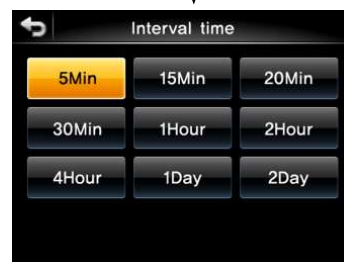 Interval time
5Min 15Min 20Min
30Min 1Hour 2Hour
4Hour 1Day 2Day